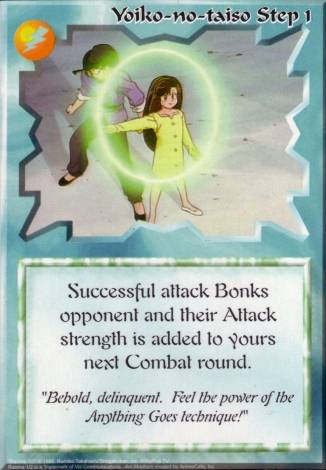 Yoiko-no-taiso Step 1
Successful attack Bonks
opponent and their Attack
strength is added to yours
next Combat round.
"Behold, delinquent. Feel the power of the
Anything Goes technique!"